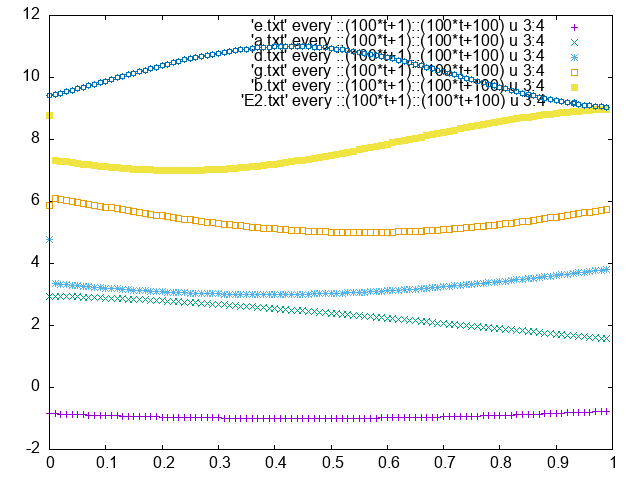 12
10
8
6
4
2
0
-2
0 0.1 0.2 0.3 0.4 0.5 0.6 0.7 0.8 0.9 1
'e.txt' every ::(100*t+1)::(100*t+100) u 3:4
'a.txt' every ::(100*t+1)::(100*t+100) u 3:4
'd.txt' every ::(100*t+1)::(100*t+100) u 3:4
'g.txt' every ::(100*t+1)::(100*t+100) u 3:4
'b.txt' every ::(100*t+1)::(100*t+100) u 3:4
'E2.txt' every ::(100*t+1)::(100*t+100) u 3:4